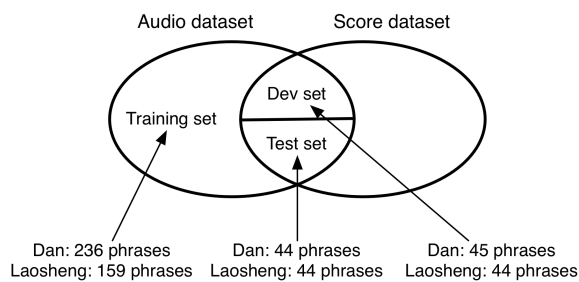 Audio dataset
Score dataset
Dev set
Training set
Test set
Dan: 236 phrases
Laosheng: 159 phrases
Dan: 44 phrases
Laosheng: 44 phrases
Dan: 45 phrases
Laosheng: 44 phrases